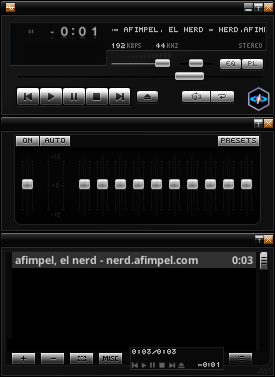 - 0:01
-= AFIMPEL, EL NERD - NERD.AFIM
192 KBPS 44 KHZ STEREO
EQ PL
ON AUTO PRESETS
+12
+0
-12
afimpel, el nerd - nerd.afimpel.com 0:03
0:03/0:03
+ - MISC
-0:01